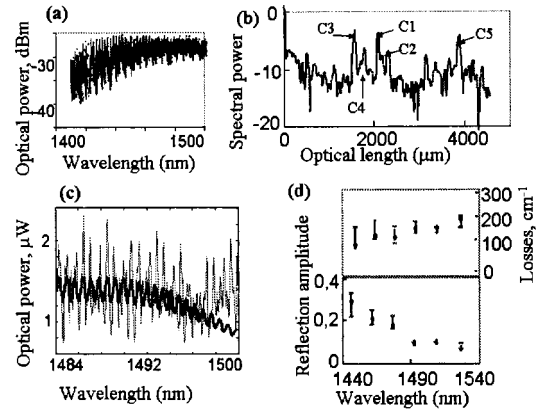 (a)
Optical power, dBm
-30
-40
1400
1500
Wavelength (nm)
(b)
Spectral power
0
-10
-20
C3
C1
C2
C4
C5
0
2000
4000
Optical length (µm)
(c)
Optical power, µW
2
1
1484
1492
1500
Wavelength (nm)
(d)
Reflection amplitude
0,4
0,2
0
300
200
100
0
Losses, cm⁻¹
1440
1490
1540
Wavelength (nm)